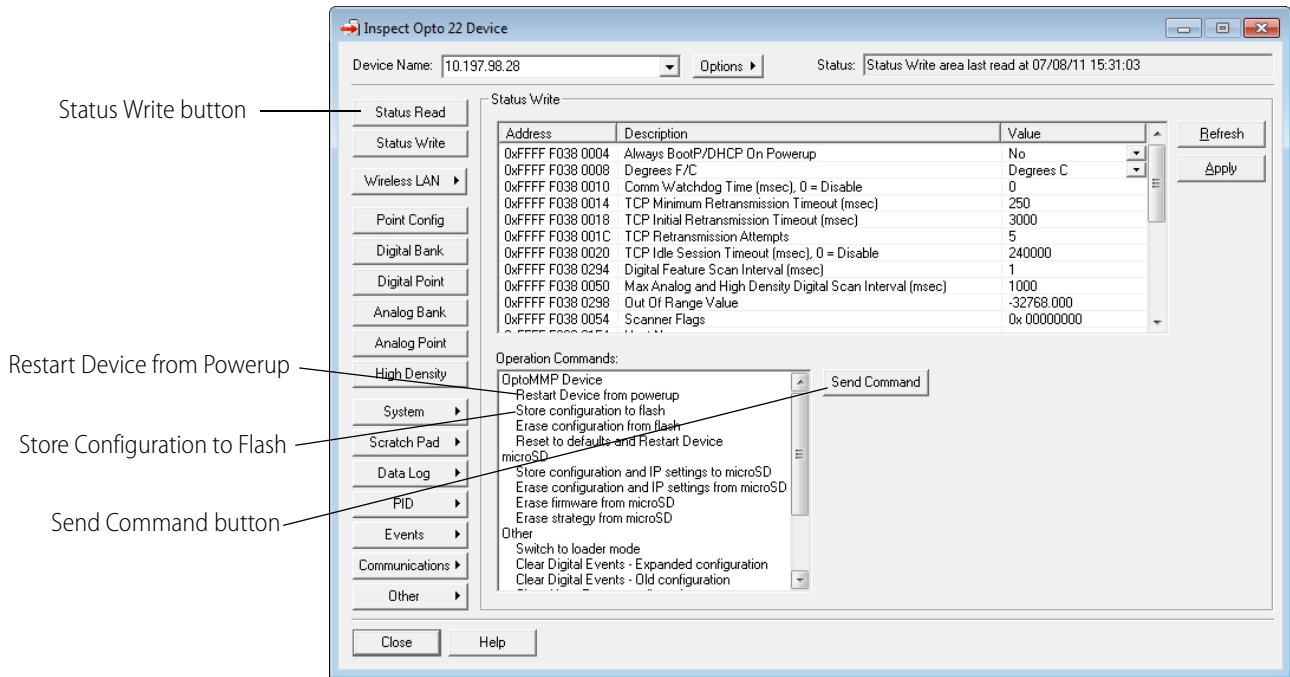 Inspect Opto 22 Device
Device Name: 10.197.98.28 Options Status: Status Write area last read at 07/08/11 15:31:03
Status Write button
Status Read
Status Write
Wireless LAN
Point Config
Digital Bank
Digital Point
Analog Bank
Analog Point
High Density
System
Scratch Pad
Data Log
PID
Events
Communications
Other
Restart Device from Powerup
Store Configuration to Flash
Send Command button
Status Write
Address Description Value
0xFFFF F038 0004 Always BootP/DHCP On Powerup No
0xFFFF F038 0008 Degrees F/C Degrees C
0xFFFF F038 0010 Comm Watchdog Time (msec), 0 = Disable 0
0xFFFF F038 0014 TCP Minimum Retransmission Timeout (msec) 250
0xFFFF F038 0018 TCP Initial Retransmission Timeout (msec) 3000
0xFFFF F038 001C TCP Retransmission Attempts 5
0xFFFF F038 0020 TCP Idle Session Timeout (msec), 0 = Disable 240000
0xFFFF F038 0294 Digital Feature Scan Interval (msec) 1
0xFFFF F038 0050 Max Analog and High Density Digital Scan Interval (msec) 1000
0xFFFF F038 0298 Out Of Range Value -32768.000
0xFFFF F038 0054 Scanner Flags 0x 00000000
Refresh
Apply
Operation Commands:
OptoMMP Device
Restart Device from powerup
Store configuration to flash
Erase configuration from flash
Reset to defaults and Restart Device
microSD
Store configuration and IP settings to microSD
Erase configuration and IP settings from microSD
Erase firmware from microSD
Erase strategy from microSD
Other
Switch to loader mode
Clear Digital Events - Expanded configuration
Clear Digital Events - Old configuration
Send Command
Close Help